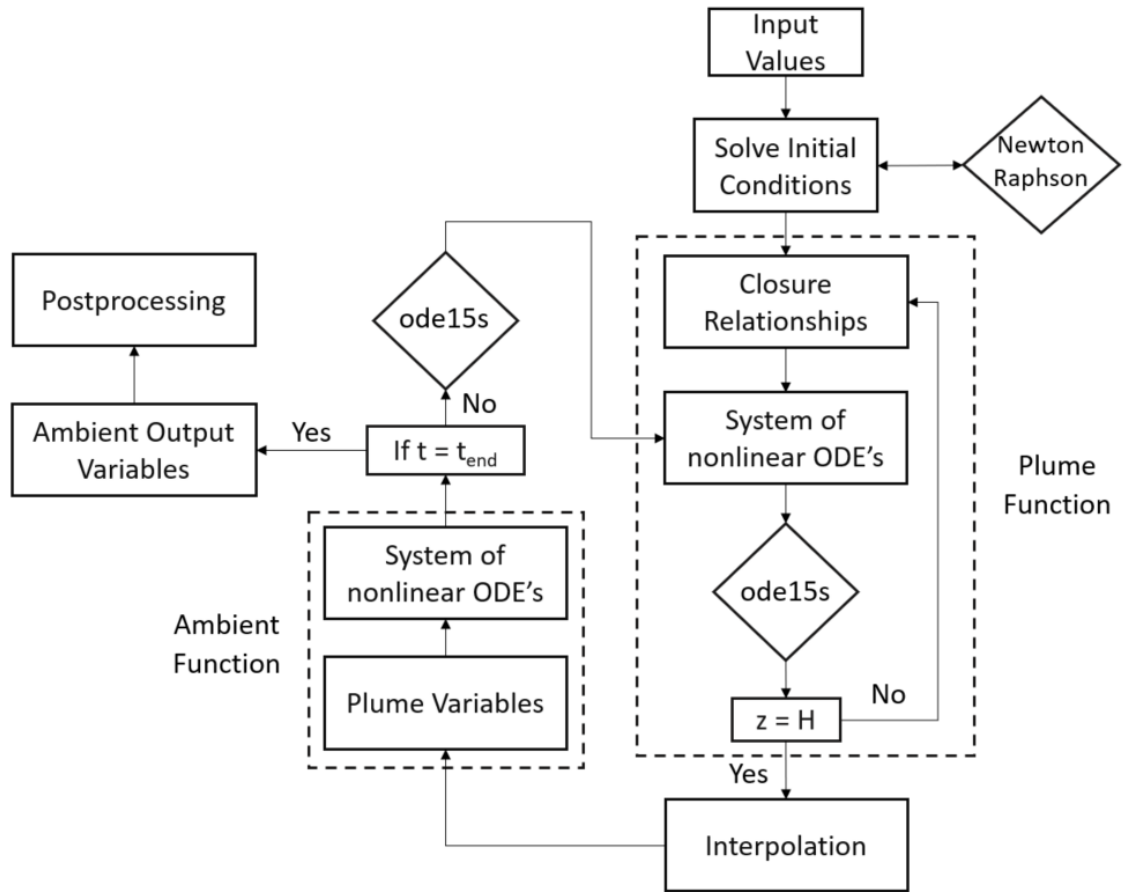 Input
Values
Solve Initial
Conditions
Newton
Raphson
Closure
Relationships
System of
nonlinear ODE's
ode15s
z = H
No
Yes
Plume
Function
Interpolation
Plume Variables
System of
nonlinear ODE's
Ambient
Function
If t = tend
No
ode15s
Yes
Ambient Output
Variables
Postprocessing